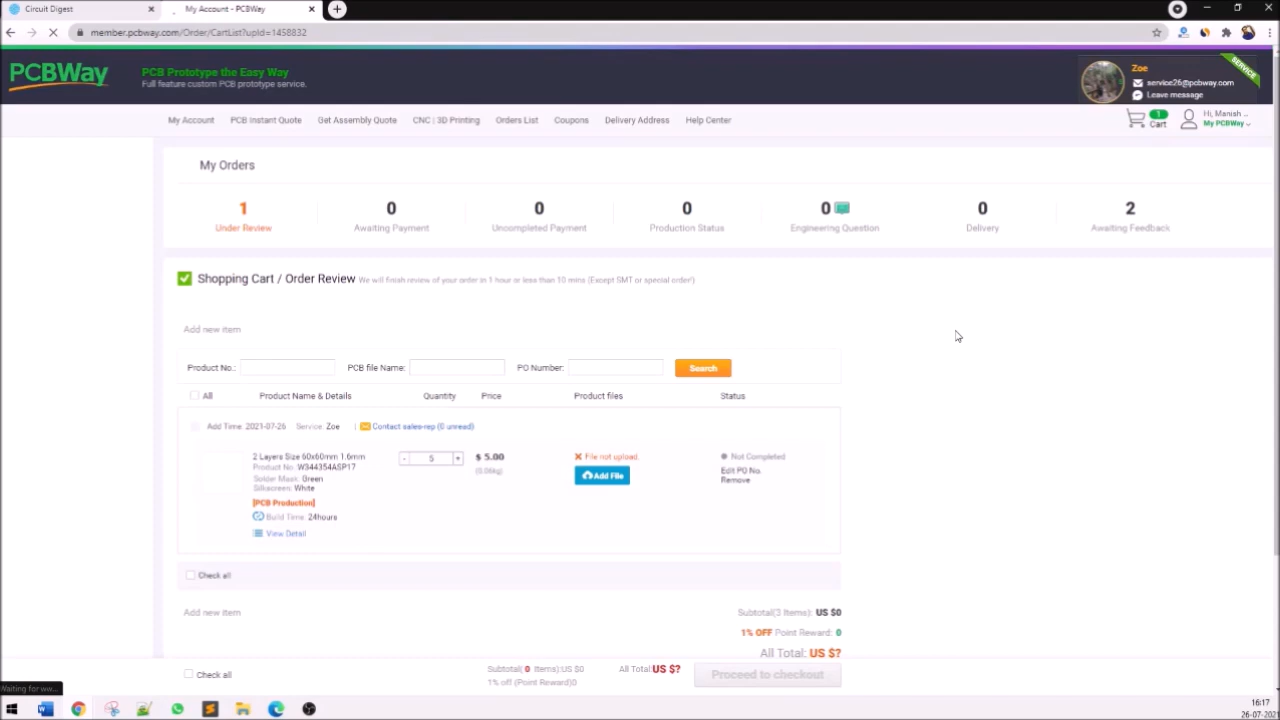 Circuit Digest
My Account - PCBWay
member.pcbway.com/Order/CartList?upId=1458832
PCBWay
PCB Prototype the Easy Way
Full feature custom PCB prototype service.
Zoe
service26@pcbway.com
Leave message
SERVICE
My Account
PCB Instant Quote
Get Assembly Quote
CNC | 3D Printing
Orders List
Coupons
Delivery Address
Help Center
1
Cart
Hi, Manish ...
My PCBWay
My Orders
1
Under Review
0
Awaiting Payment
0
Uncompleted Payment
0
Production Status
0
Engineering Question
0
Delivery
2
Awaiting Feedback
Shopping Cart / Order Review We will finish review of your order in 1 hour or less than 10 mins (Except SMT or special order)
Add new item
Product No.: PCB file Name: PO Number: Search
All Product Name & Details Quantity Price Product files Status
Add Time: 2021-07-26 Service: Zoe | Contact sales-rep (0 unread)
2 Layers Size 60x60mm 1.6mm
Product No. W344354ASP17
Solder Mask: Green
Silkscreen: White
[PCB Production]
Build Time: 24hours
View Detail
- 5 +
$ 5.00
(0.06kg)
File not upload.
Add File
Not Completed
Edit PO No.
Remove
Check all
Add new item
Subtotal(3 Items): US $0
1% OFF Point Reward: 0
All Total: US $?
Check all
Subtotal( 0 Items):US $0
1% off (Point Reward)0
All Total:US $?
Proceed to checkout
Waiting for ww...
16:17
26-07-2021